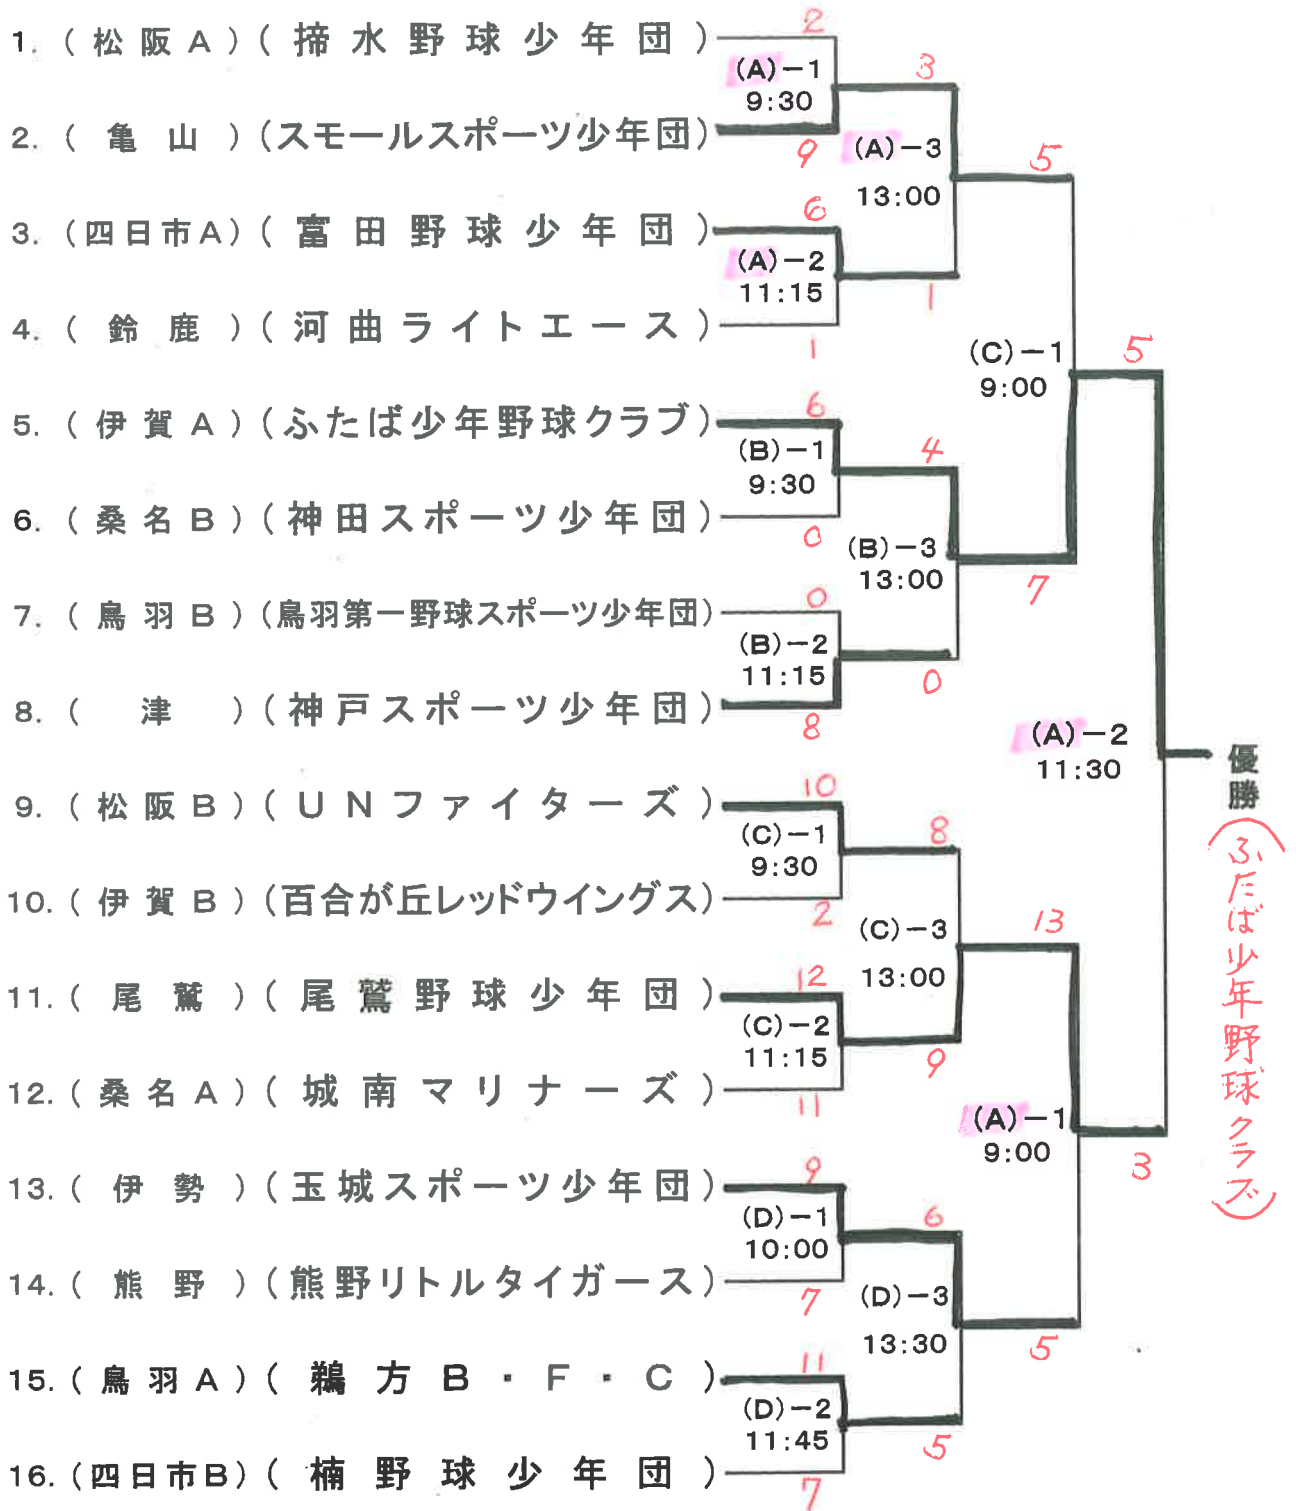 1. (松阪A) (揥水野球少年団) 2
(A)-1 3
9:30
2. (亀山) (スモールスポーツ少年団) 9
(A)-3 5
13:00
3. (四日市A) (富田野球少年団) 6
(A)-2
11:15 1
4. (鈴鹿) (河曲ライトエース) 1
(C)-1 5
9:00
5. (伊賀A) (ふたば少年野球クラブ) 6
(B)-1 4
9:30
6. (桑名B) (神田スポーツ少年団) 0
(B)-3
13:00 7
7. (鳥羽B) (鳥羽第一野球スポーツ少年団) 0
(B)-2
11:15 0
8. (津) (神戸スポーツ少年団) 8
(A)-2
11:30
優勝
(ふたば少年野球クラブ)
9. (松阪B) (UNファイターズ) 10
(C)-1 8
9:30
10. (伊賀B) (百合が丘レッドウイングス) 2
(C)-3 13
13:00
11. (尾鷲) (尾鷲野球少年団) 12
(C)-2
11:15 9
12. (桑名A) (城南マリナーズ) 11
(A)-1
9:00 3
13. (伊勢) (玉城スポーツ少年団) 9
(D)-1 6
10:00
14. (熊野) (熊野リトルタイガース) 7
(D)-3
13:30 5
15. (鳥羽A) (鵜方B・F・C) 11
(D)-2
11:45 5
16. (四日市B) (楠野球少年団) 7